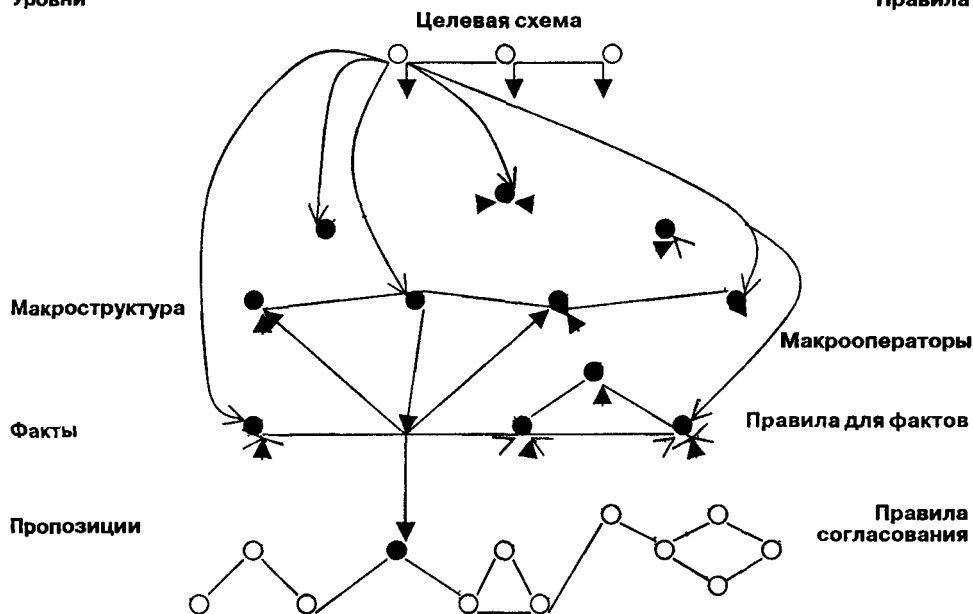 Уровни
Правила
Целевая схема
Макроструктура
Макрооператоры
Факты
Правила для фактов
Пропозиции
Правила
согласования